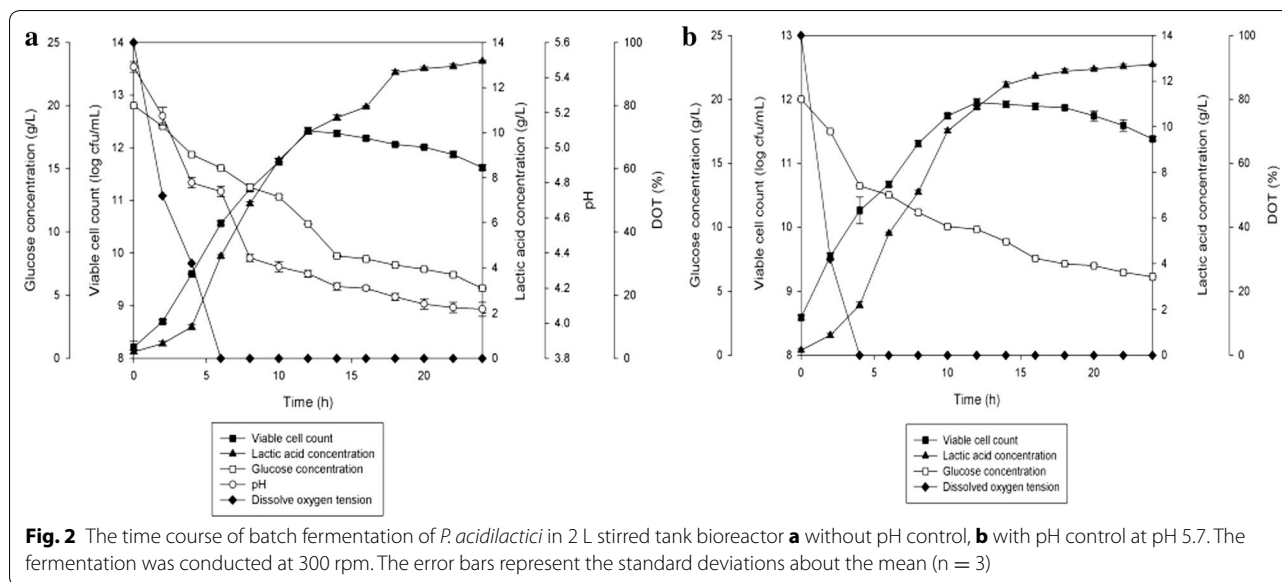 a
25
20
15
10
5
0
Glucose concentration (g/L)
14
13
12
11
10
9
8
Viable cell count (log cfu/mL)
14
12
10
8
6
4
2
0
Lactic acid concentration (g/L)
5.6
5.4
5.2
5.0
4.8
4.6
4.4
4.2
4.0
3.8
pH
100
80
60
40
20
0
DOT (%)
0 5 10 15 20
Time (h)
Viable cell count
Lactic acid concentration
Glucose concentration
pH
Dissolve oxygen tension
b
25
20
15
10
5
0
Glucose concentration (g/L)
13
12
11
10
9
8
Viable cell count (log cfu/mL)
14
12
10
8
6
4
2
0
Lactic acid concentration (g/L)
100
80
60
40
20
0
DOT (%)
0 5 10 15 20
Time (h)
Viable cell count
Lactic acid concentration
Glucose concentration
Dissolved oxygen tension
Fig. 2 The time course of batch fermentation of P. acidilactici in 2 L stirred tank bioreactor a without pH control, b with pH control at pH 5.7. The
fermentation was conducted at 300 rpm. The error bars represent the standard deviations about the mean (n = 3)